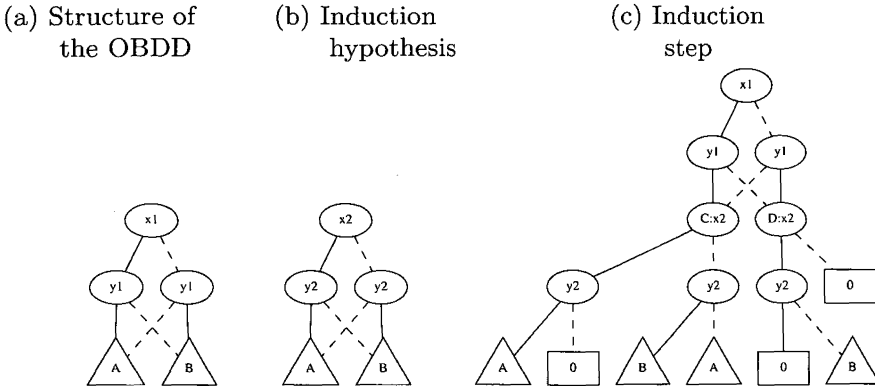 (a) Structure of
the OBDD
(b) Induction
hypothesis
(c) Induction
step
x1
y1
y1
A
B
x2
y2
y2
A
B
x1
y1
y1
C:x2
D:x2
y2
y2
y2
0
A
0
B
A
0
B